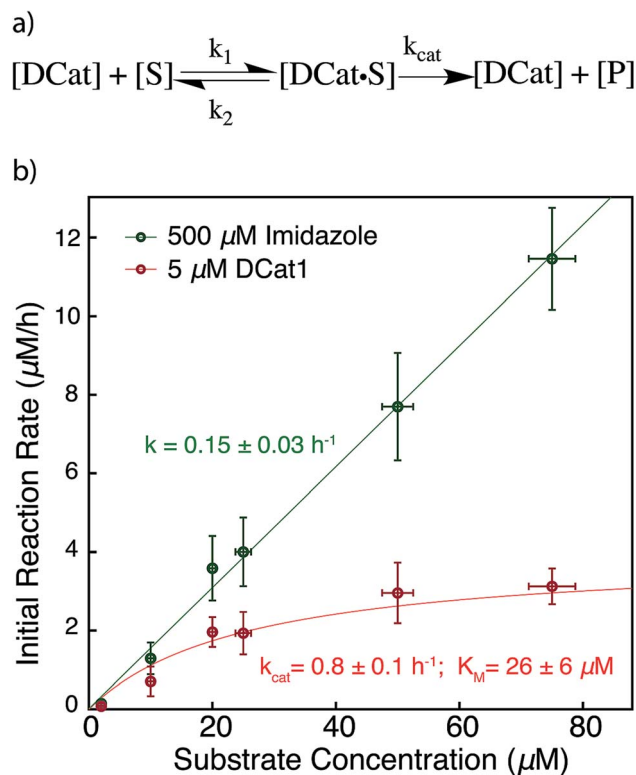 a)
[DCat] + [S] k₁ k₂ [DCat•S] kcat [DCat] + [P]
b)
500 µM Imidazole
5 µM DCat1
k = 0.15 ± 0.03 h⁻¹
kcat= 0.8 ± 0.1 h⁻¹; KM= 26 ± 6 µM
Initial Reaction Rate (µM/h)
12
10
8
6
4
2
0
0 20 40 60 80
Substrate Concentration (µM)